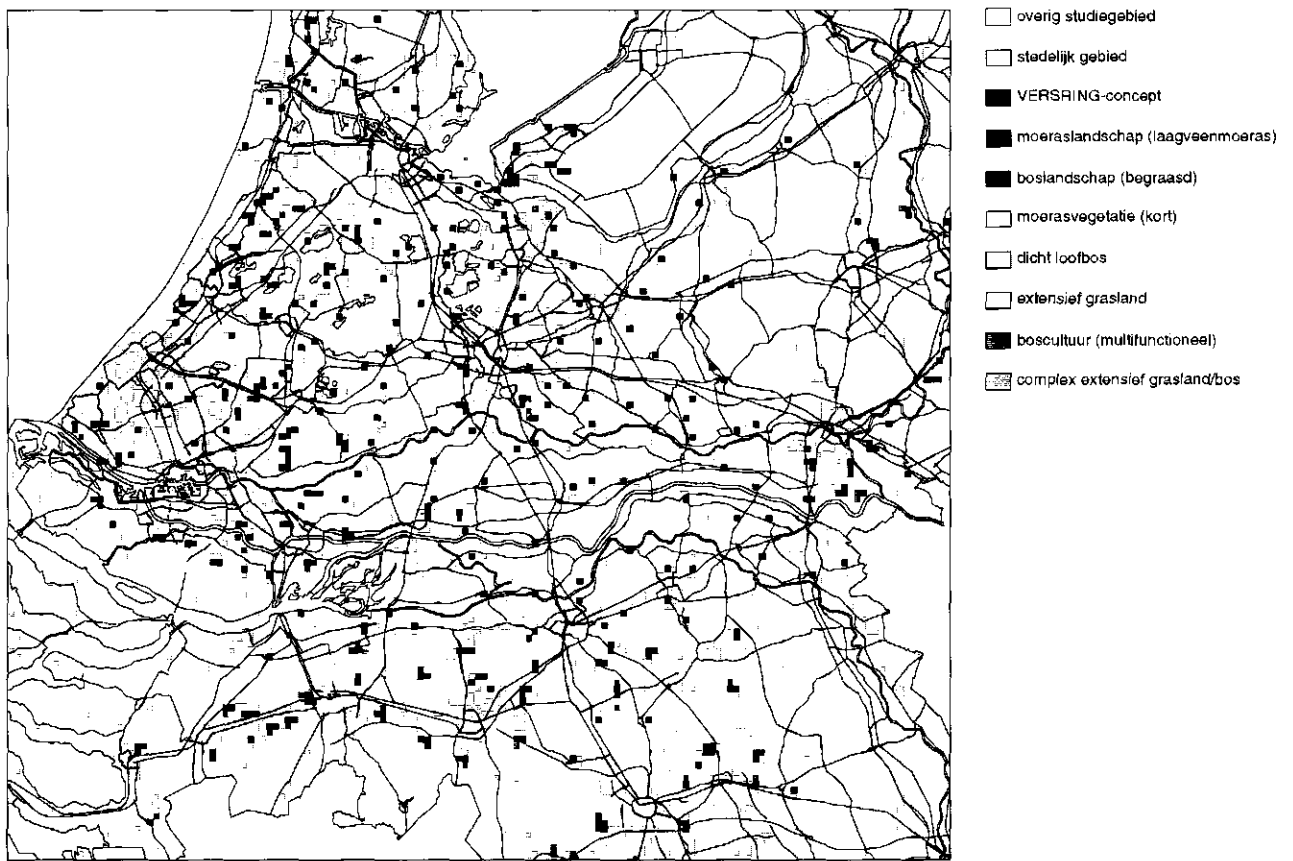 overig studiegebied
stedelijk gebied
VERSRING-concept
moeraslandschap (laagveenmoeras)
boslandschap (begraasd)
moerasvegetatie (kort)
dicht loofbos
extensief grasland
boscultuur (multifunctioneel)
complex extensief grasland/bos